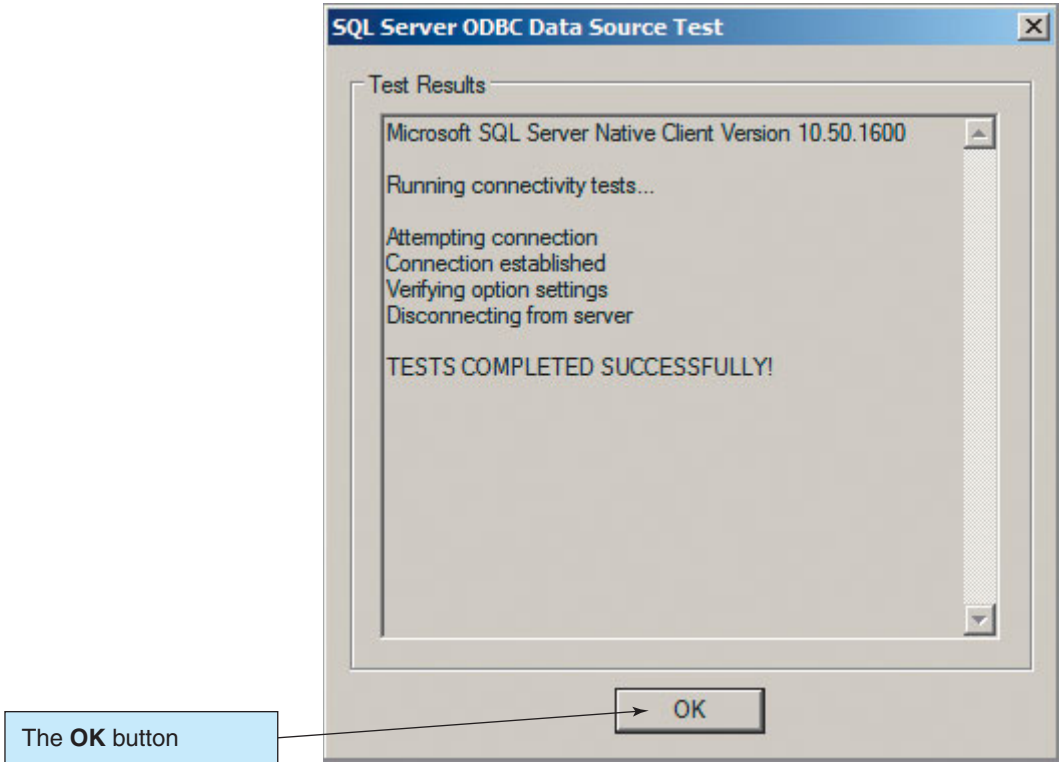 SQL Server ODBC Data Source Test
Test Results
Microsoft SQL Server Native Client Version 10.50.1600
Running connectivity tests...
Attempting connection
Connection established
Verifying option settings
Disconnecting from server
TESTS COMPLETED SUCCESSFULLY!
OK
The OK button